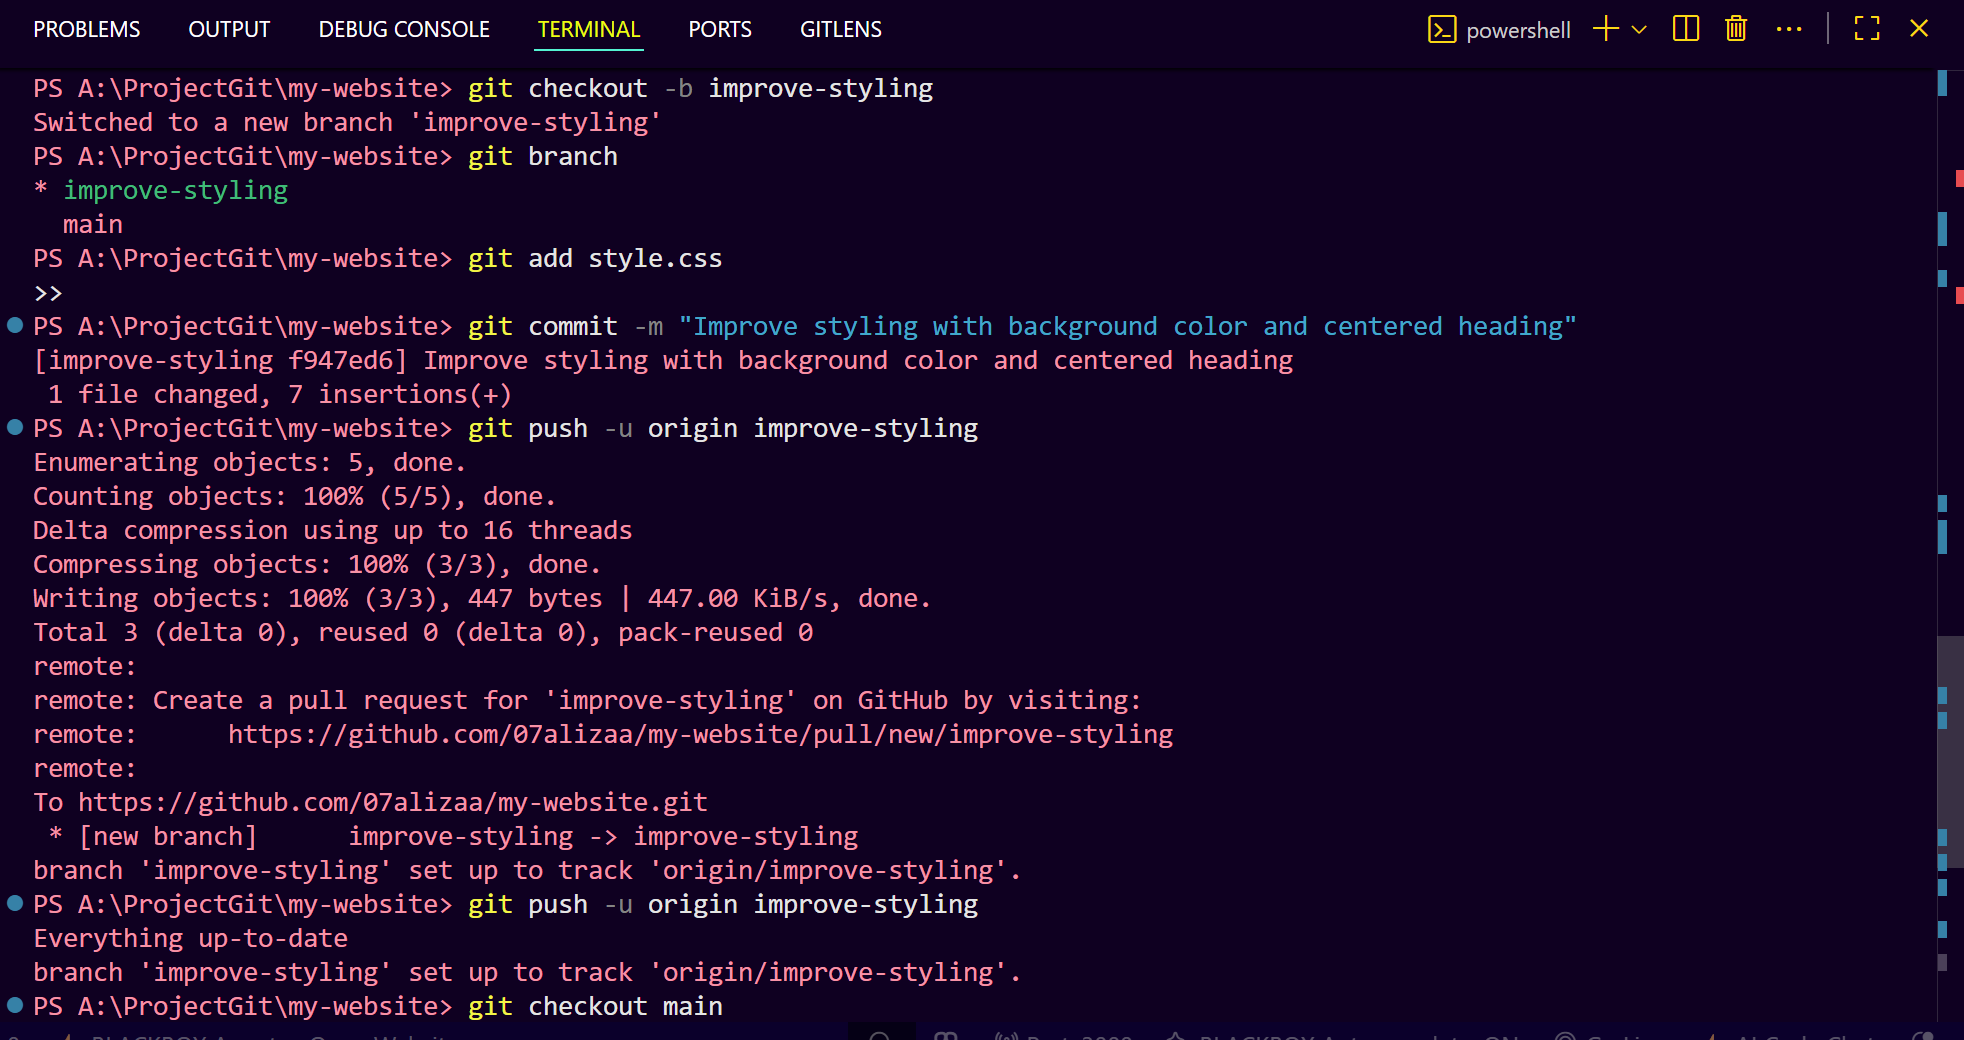 PROBLEMS OUTPUT DEBUG CONSOLE TERMINAL PORTS GITLENS powershell
PS A:\ProjectGit\my-website> git checkout -b improve-styling
Switched to a new branch 'improve-styling'
PS A:\ProjectGit\my-website> git branch
* improve-styling
  main
PS A:\ProjectGit\my-website> git add style.css
>>
PS A:\ProjectGit\my-website> git commit -m "Improve styling with background color and centered heading"
[improve-styling f947ed6] Improve styling with background color and centered heading
 1 file changed, 7 insertions(+)
PS A:\ProjectGit\my-website> git push -u origin improve-styling
Enumerating objects: 5, done.
Counting objects: 100% (5/5), done.
Delta compression using up to 16 threads
Compressing objects: 100% (3/3), done.
Writing objects: 100% (3/3), 447 bytes | 447.00 KiB/s, done.
Total 3 (delta 0), reused 0 (delta 0), pack-reused 0
remote:
remote: Create a pull request for 'improve-styling' on GitHub by visiting:
remote:      https://github.com/07alizaa/my-website/pull/new/improve-styling
remote:
To https://github.com/07alizaa/my-website.git
 * [new branch]      improve-styling -> improve-styling
branch 'improve-styling' set up to track 'origin/improve-styling'.
PS A:\ProjectGit\my-website> git push -u origin improve-styling
Everything up-to-date
branch 'improve-styling' set up to track 'origin/improve-styling'.
PS A:\ProjectGit\my-website> git checkout main